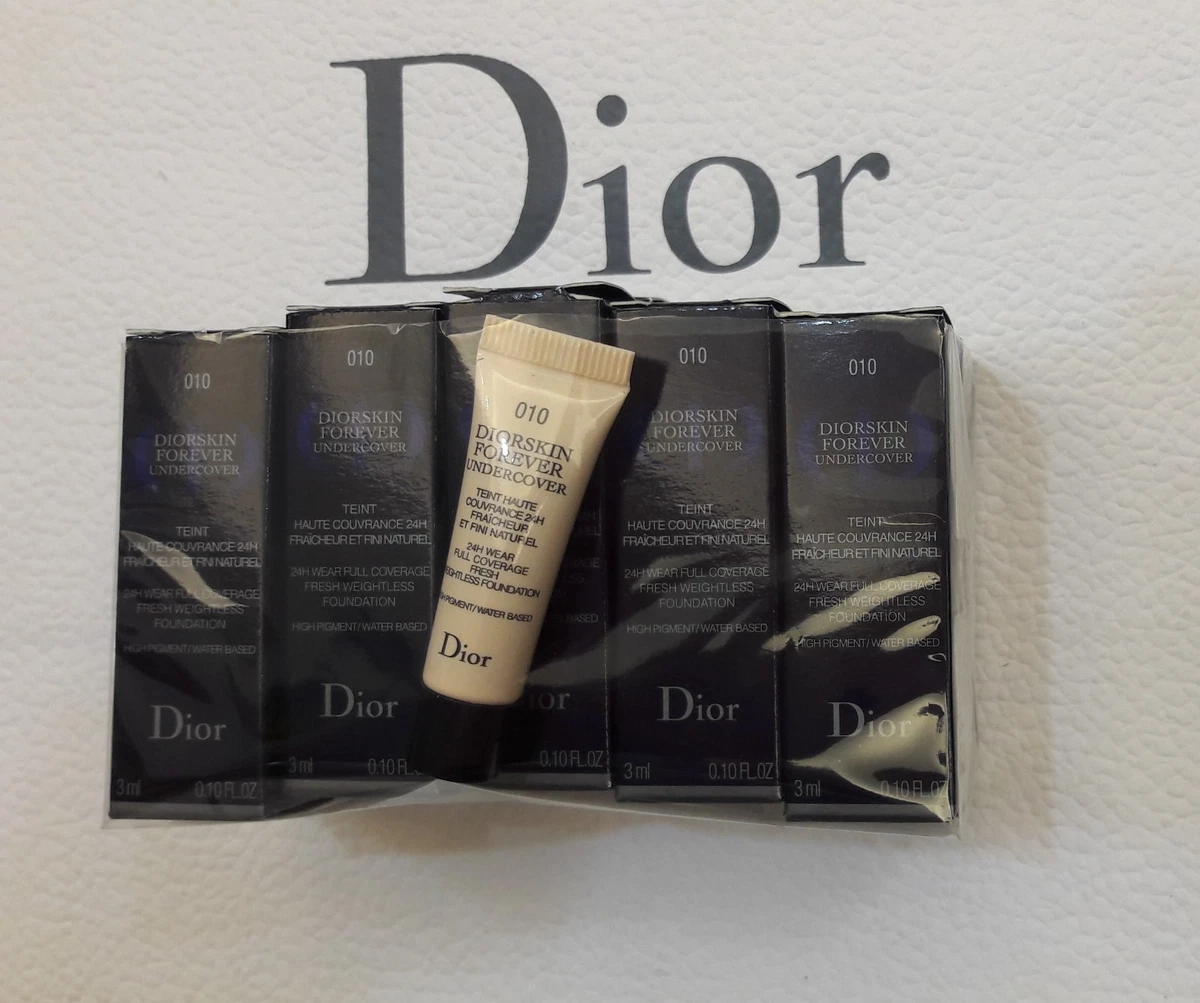 Dior
010
DIORSKIN
FOREVER
UNDERCOVER
TEINT
HAUTE COUVRANCE 24H
FRAÎCHEUR ET FINI NATUREL
24H WEAR FULL COVERAGE
FRESH WEIGHTLESS
FOUNDATION
HIGH PIGMENT/WATER BASED
Dior
3 ml 0.10 FL.OZ
010
DIORSKIN
FOREVER
UNDERCOVER
TEINT
HAUTE COUVRANCE 24H
FRAÎCHEUR ET FINI NATUREL
24H WEAR FULL COVERAGE
FRESH WEIGHTLESS
FOUNDATION
HIGH PIGMENT/WATER BASED
Dior
3 ml 0.10 FL.
010
DIORSKIN
FOREVER
UNDERCOVER
TEINT HAUTE
COUVRANCE 24H
FRAÎCHEUR
ET FINI NATUREL
24H WEAR
FULL COVERAGE
FRESH
FOUNDATION
PIGMENT/WATER BASED
Dior
ior
0.10 FL.OZ
010
DIORSKIN
FOREVER
UNDERCOVER
TEINT
HAUTE COUVRANCE 24H
FRAÎCHEUR ET FINI NATUREL
24H WEAR FULL COVERAGE
FRESH WEIGHTLESS
FOUNDATION
HIGH PIGMENT/WATER BASED
Dior
3 ml 0.10 FL.OZ
010
DIORSKIN
FOREVER
UNDERCOVER
TEINT
HAUTE COUVRANCE 24H
FRAÎCHEUR ET FINI NATUREL
24H WEAR FULL COVERAGE
FRESH WEIGHTLESS
FOUNDATION
HIGH PIGMENT/WATER BASED
Dior
3 ml 0.10 FL.OZ